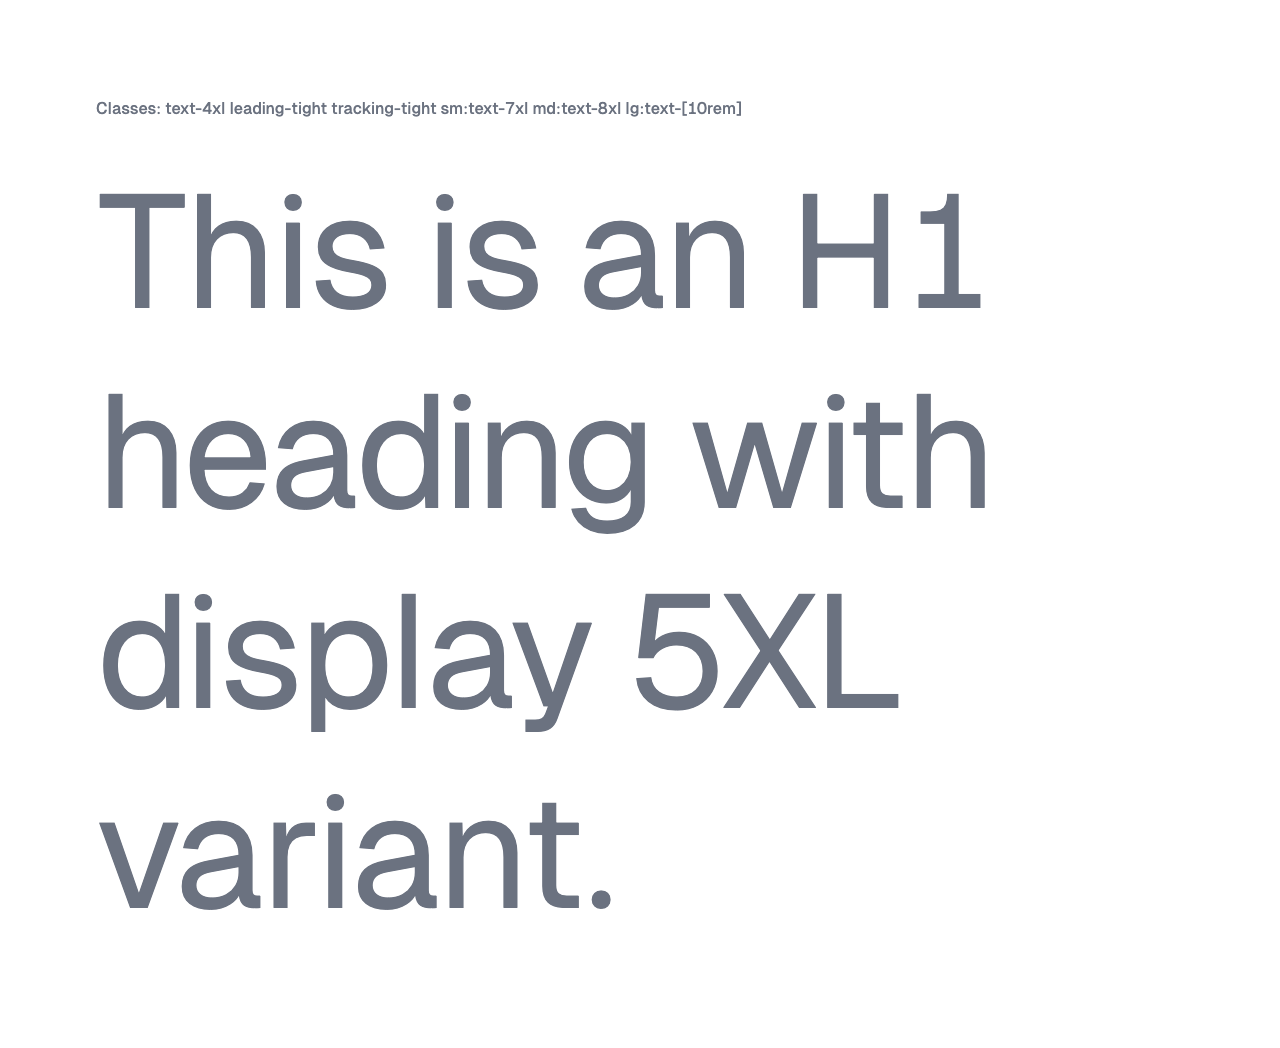 Classes: text-4xl leading-tight tracking-tight sm:text-7xl md:text-8xl lg:text-[10rem]
This is an H1
heading with
display 5XL
variant.